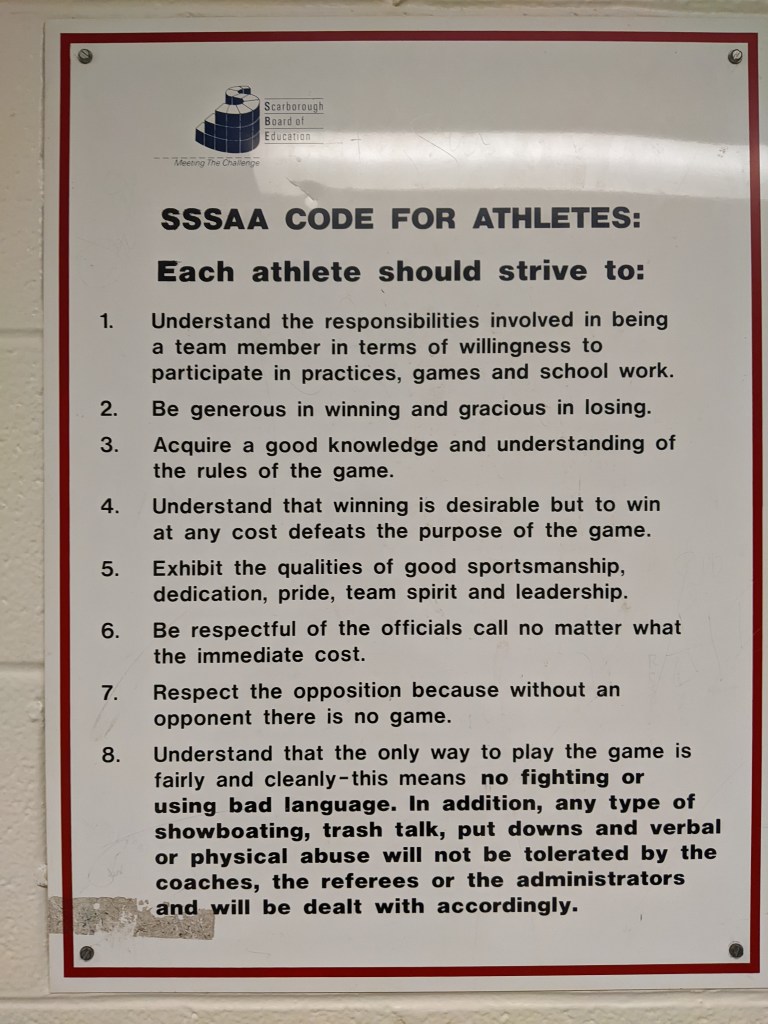 Scarborough
Board of
Education
Meeting The Challenge
SSSAA CODE FOR ATHLETES:
Each athlete should strive to:
1. Understand the responsibilities involved in being
a team member in terms of willingness to
participate in practices, games and school work.
2. Be generous in winning and gracious in losing.
3. Acquire a good knowledge and understanding of
the rules of the game.
4. Understand that winning is desirable but to win
at any cost defeats the purpose of the game.
5. Exhibit the qualities of good sportsmanship,
dedication, pride, team spirit and leadership.
6. Be respectful of the officials call no matter what
the immediate cost.
7. Respect the opposition because without an
opponent there is no game.
8. Understand that the only way to play the game is
fairly and cleanly-this means no fighting or
using bad language. In addition, any type of
showboating, trash talk, put downs and verbal
or physical abuse will not be tolerated by the
coaches, the referees or the administrators
and will be dealt with accordingly.